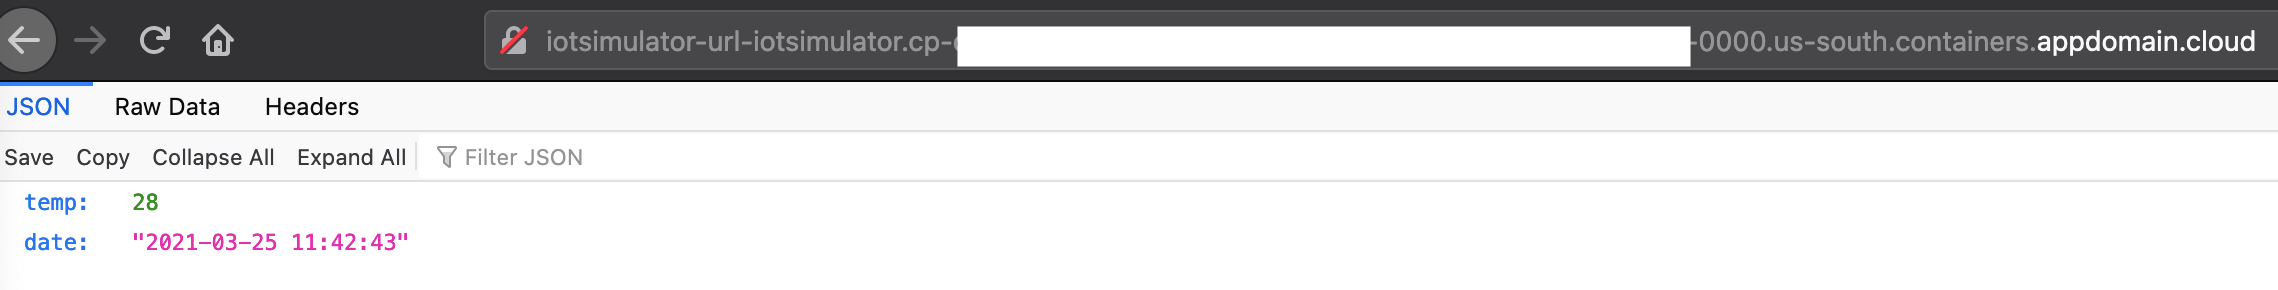 iotsimulator-url-iotsimulator.cp- -0000.us-south.containers.appdomain.cloud
JSON Raw Data Headers
Save Copy Collapse All Expand All Filter JSON
temp: 28
date: "2021-03-25 11:42:43"